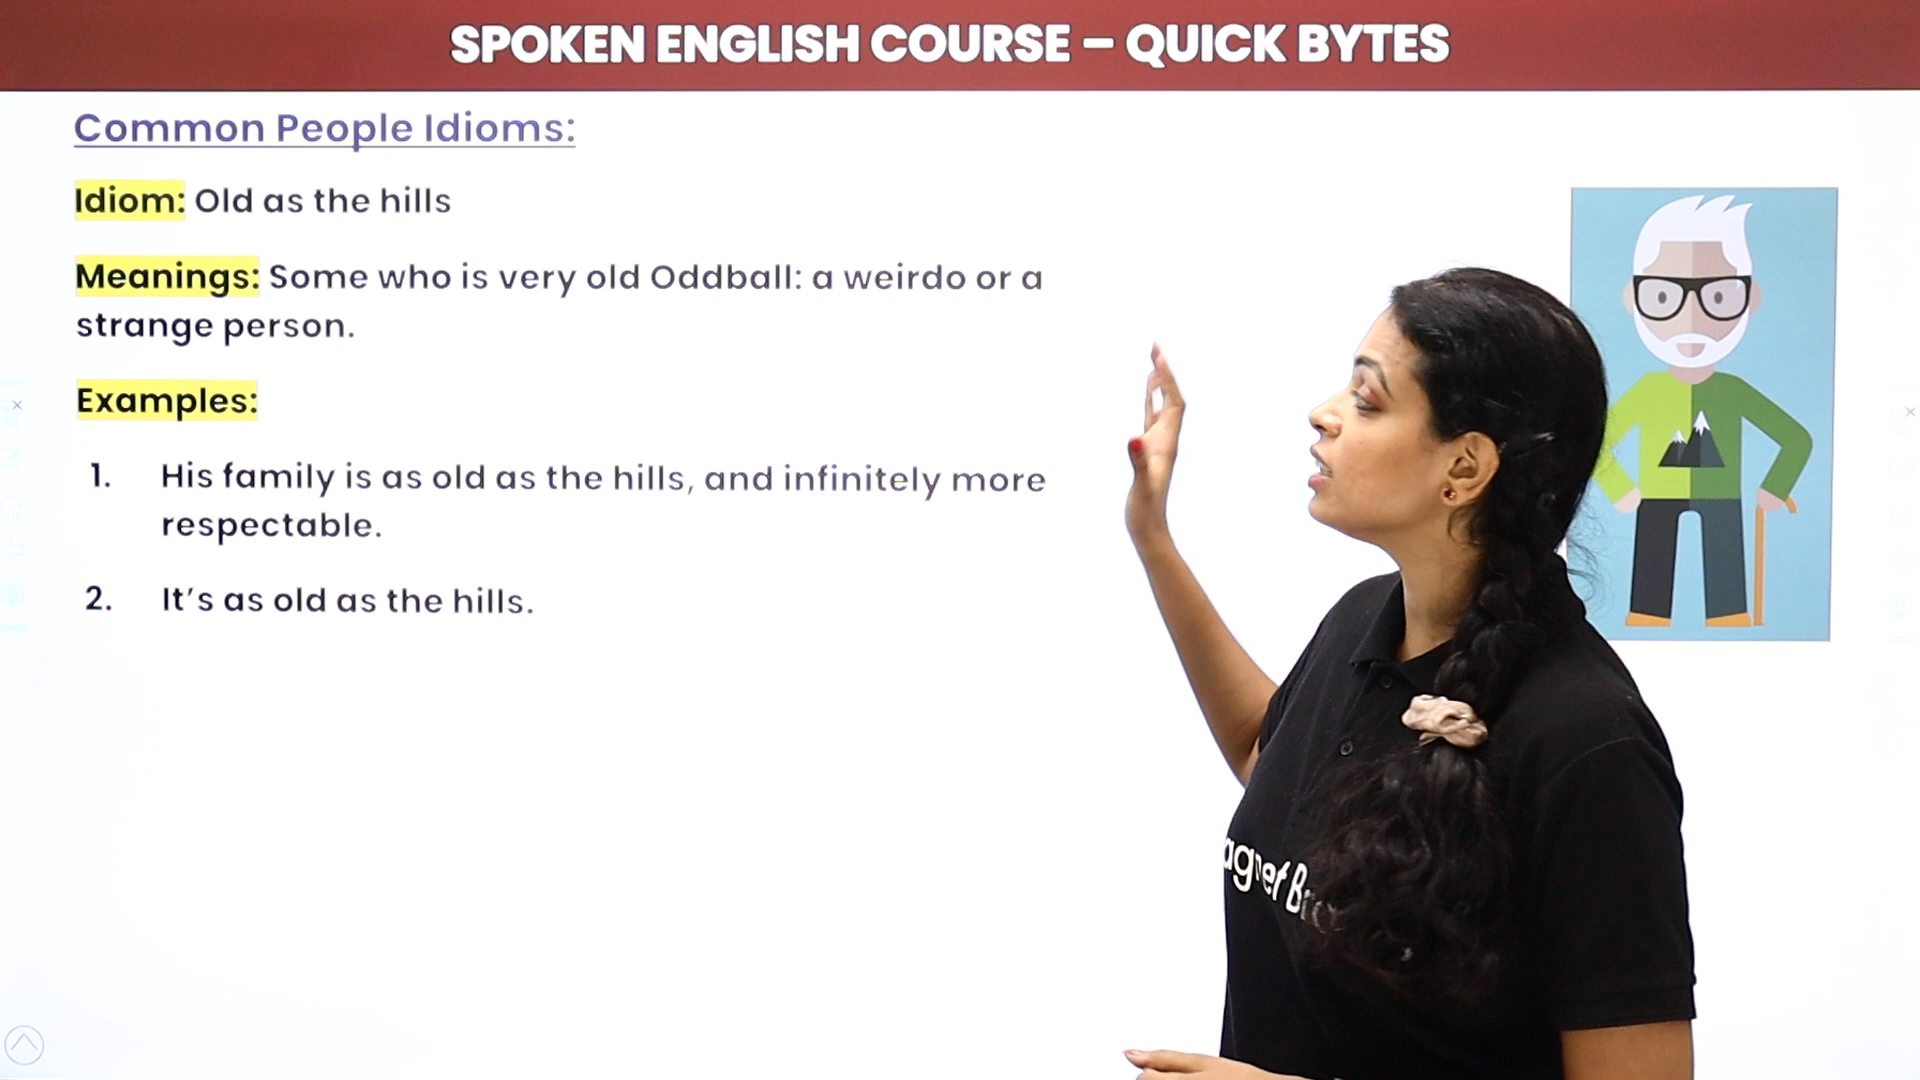 SPOKEN ENGLISH COURSE – QUICK BYTES
Common People Idioms:
Idiom: Old as the hills
Meanings: Some who is very old Oddball: a weirdo or a
strange person.
Examples:
1. His family is as old as the hills, and infinitely more
respectable.
2. It's as old as the hills.